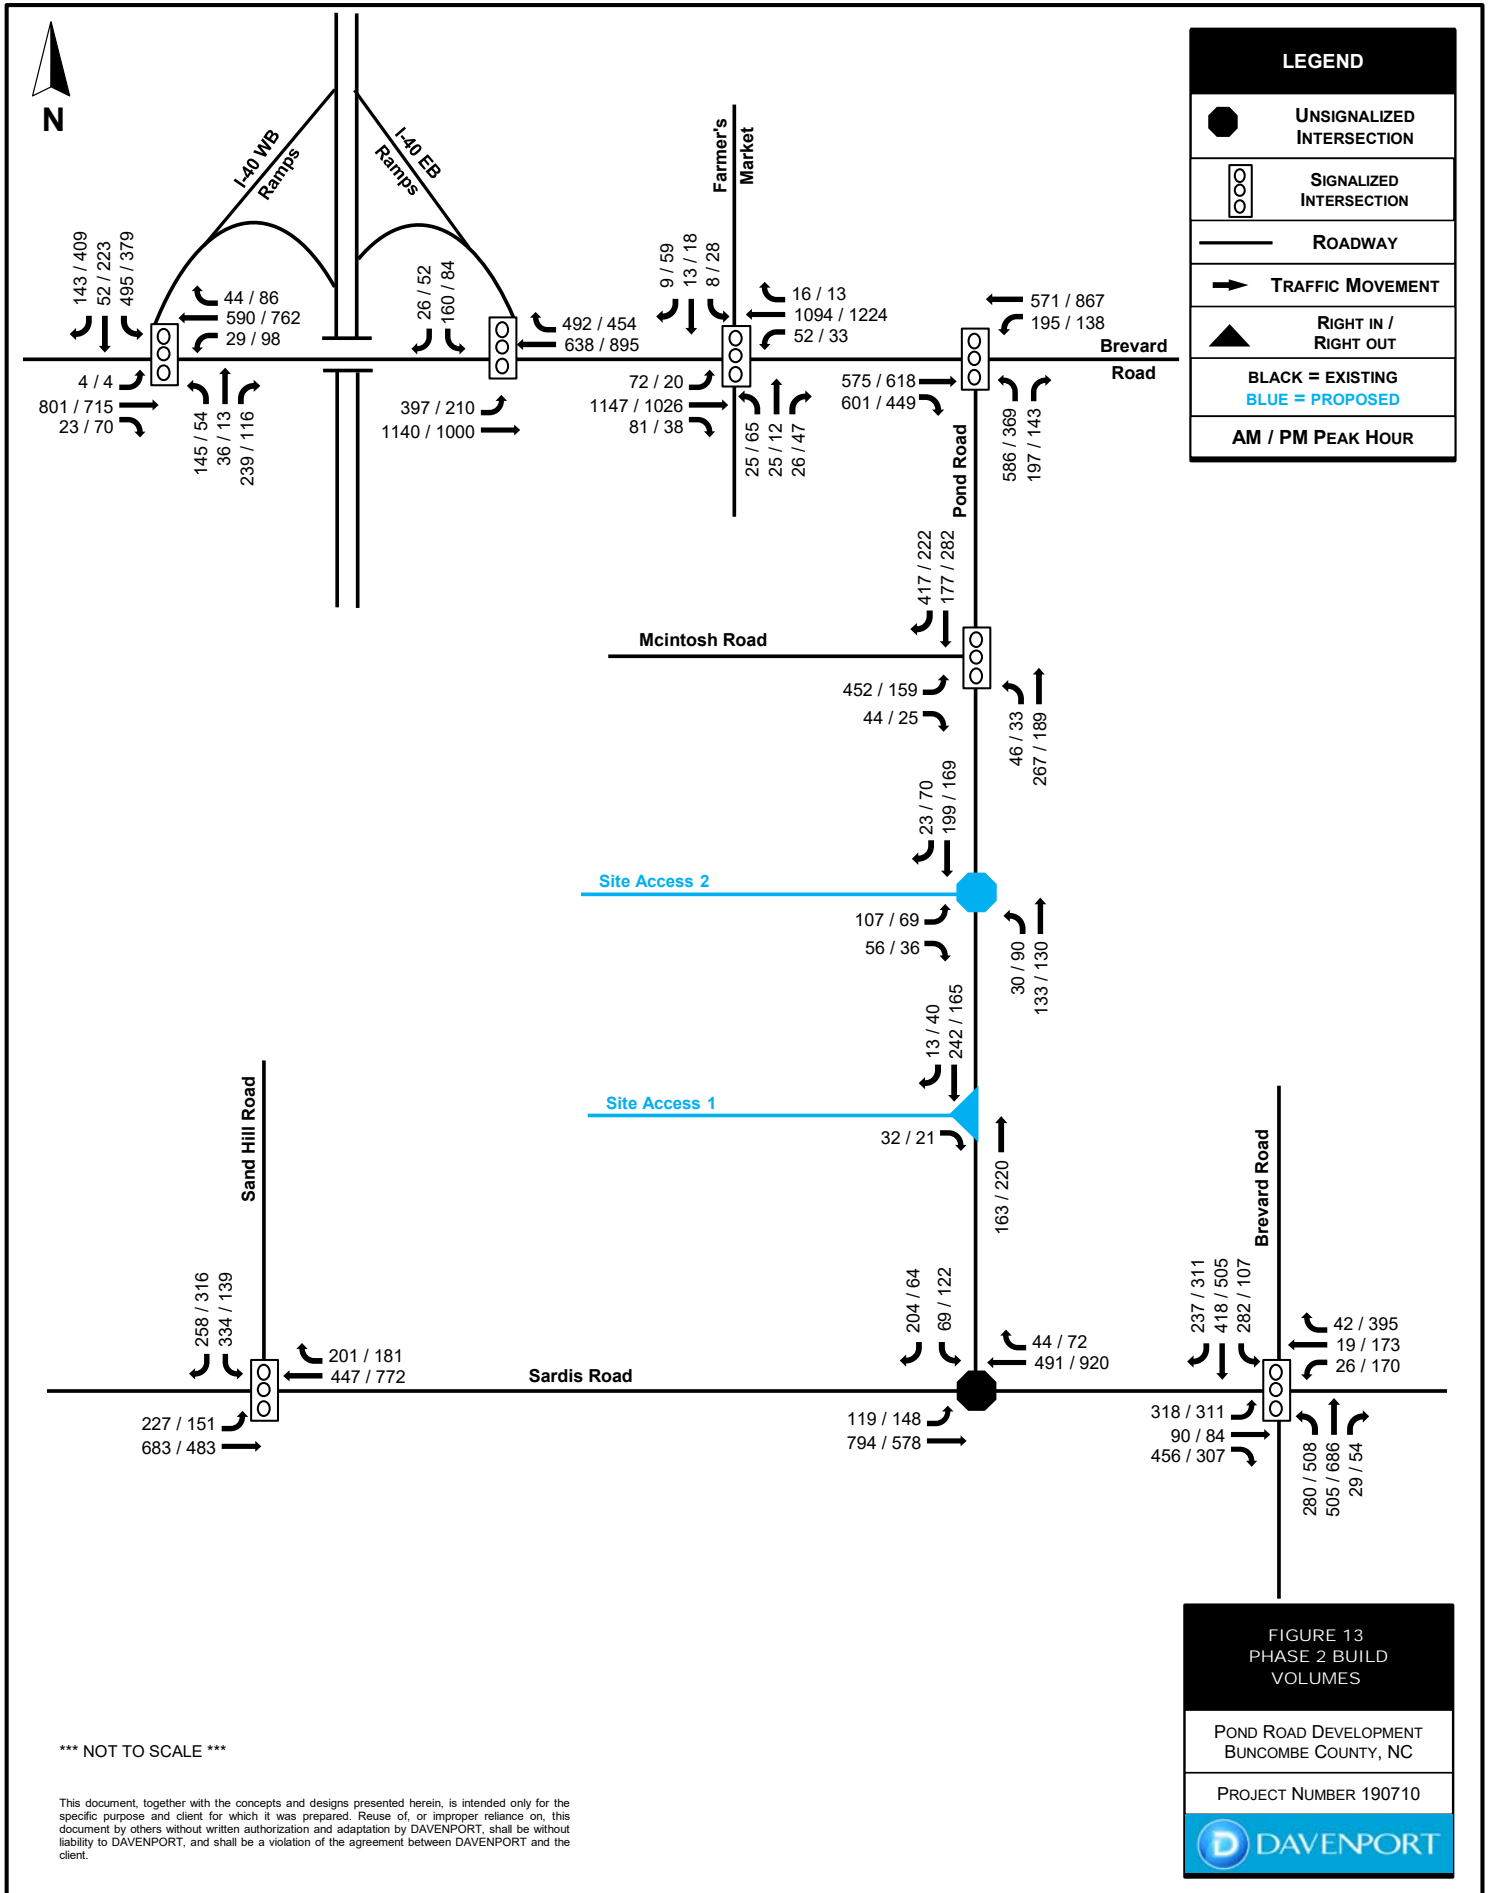 N
I-40 WB
Ramps
I-40 EB
Ramps
Farmer's
Market
LEGEND
UNSIGNALIZED
INTERSECTION
SIGNALIZED
INTERSECTION
ROADWAY
TRAFFIC MOVEMENT
RIGHT IN /
RIGHT OUT
BLACK = EXISTING
BLUE = PROPOSED
AM / PM PEAK HOUR
143 / 409
52 / 223
495 / 379
44 / 86
590 / 762
29 / 98
4 / 4
801 / 715
23 / 70
145 / 54
36 / 13
239 / 116
26 / 52
160 / 84
492 / 454
638 / 895
397 / 210
1140 / 1000
9 / 59
13 / 18
8 / 28
16 / 13
1094 / 1224
52 / 33
72 / 20
1147 / 1026
81 / 38
25 / 65
25 / 12
26 / 47
571 / 867
195 / 138
Brevard
Road
575 / 618
601 / 449
586 / 369
197 / 143
Pond Road
417 / 222
177 / 282
Mcintosh Road
452 / 159
44 / 25
46 / 33
267 / 189
23 / 70
199 / 169
Site Access 2
107 / 69
56 / 36
30 / 90
133 / 130
13 / 40
242 / 165
Site Access 1
32 / 21
163 / 220
Sand Hill Road
258 / 316
334 / 139
201 / 181
447 / 772
227 / 151
683 / 483
Sardis Road
204 / 64
69 / 122
44 / 72
491 / 920
119 / 148
794 / 578
Brevard Road
237 / 311
418 / 505
282 / 107
42 / 395
19 / 173
26 / 170
318 / 311
90 / 84
456 / 307
280 / 508
505 / 686
29 / 54
FIGURE 13
PHASE 2 BUILD
VOLUMES
POND ROAD DEVELOPMENT
BUNCOMBE COUNTY, NC
PROJECT NUMBER 190710
DAVENPORT
*** NOT TO SCALE ***
This document, together with the concepts and designs presented herein, is intended only for the
specific purpose and client for which it was prepared. Reuse of, or improper reliance on, this
document by others without written authorization and adaptation by DAVENPORT, shall be without
liability to DAVENPORT, and shall be a violation of the agreement between DAVENPORT and the
client.